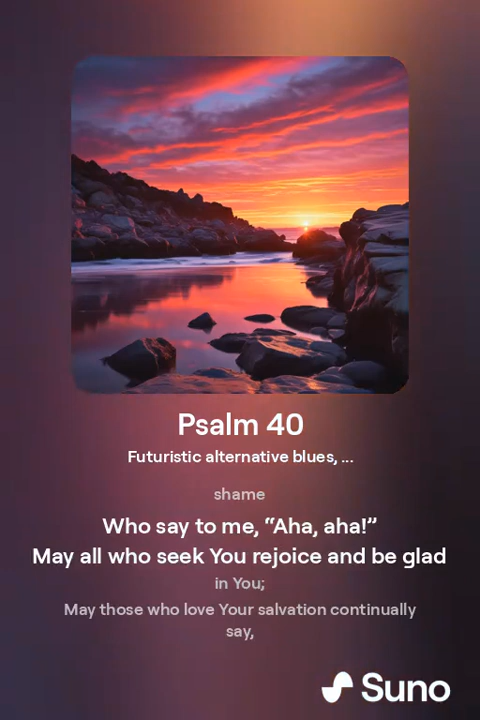 Psalm 40
Futuristic alternative blues, ...
shame
Who say to me, “Aha, aha!”
May all who seek You rejoice and be glad
in You;
May those who love Your salvation continually
say,
Suno